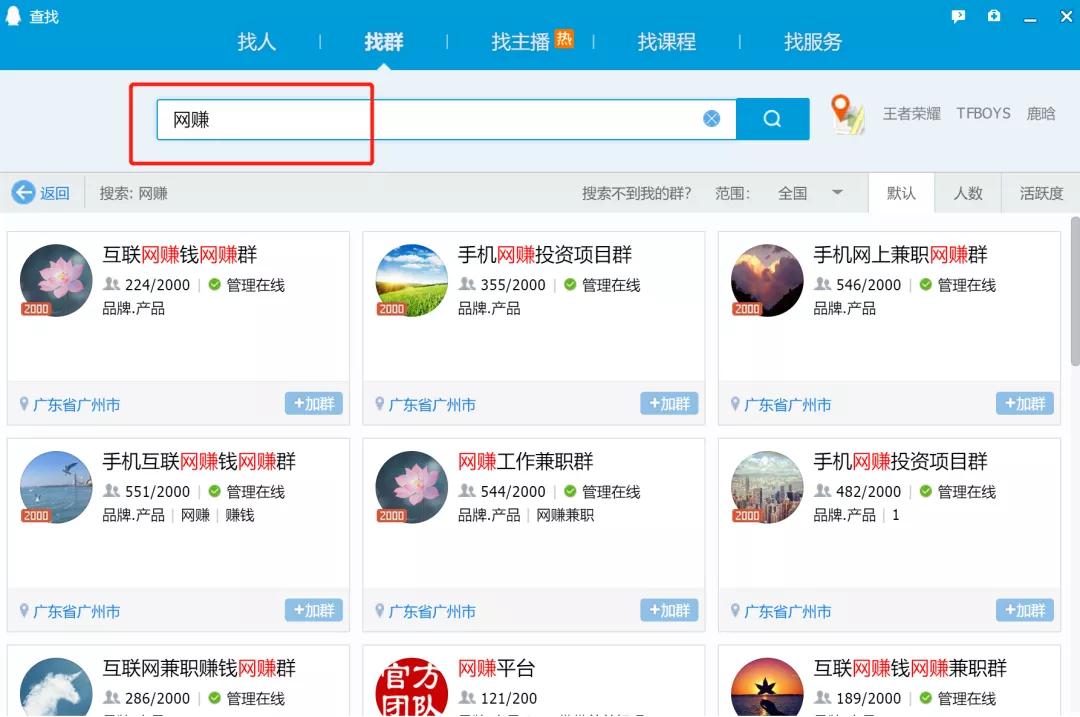 查找
找人 找群 找主播 热 找课程 找服务
网赚
王者荣耀 TFBOYS 鹿晗
返回 搜索: 网赚 搜索不到我的群? 范围: 全国 默认 人数 活跃度
互联网赚钱网赚群
224/2000 管理在线
品牌.产品
2000
广东省广州市 +加群
手机网赚投资项目群
355/2000 管理在线
品牌.产品
2000
广东省广州市 +加群
手机网上兼职网赚群
546/2000 管理在线
品牌.产品
2000
广东省广州市 +加群
手机互联网赚钱网赚群
551/2000 管理在线
品牌.产品 网赚 赚钱
2000
广东省广州市 +加群
网赚工作兼职群
544/2000 管理在线
品牌.产品 网赚兼职
2000
广东省广州市 +加群
手机网赚投资项目群
482/2000 管理在线
品牌.产品 1
2000
广东省广州市 +加群
互联网兼职赚钱网赚群
286/2000 管理在线
官方
团队
网赚平台
121/200
互联网赚钱网赚兼职群
189/2000 管理在线